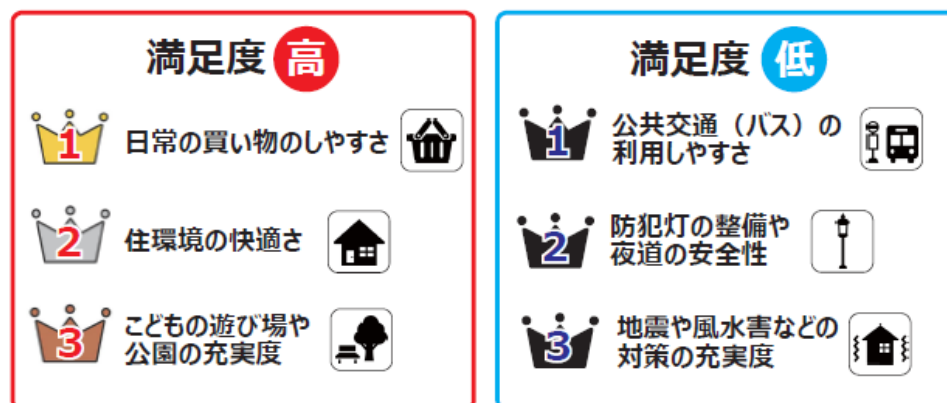 満足度 高
1 日常の買い物のしやすさ
2 住環境の快適さ
3 こどもの遊び場や
公園の充実度
満足度 低
1 公共交通（バス）の
利用しやすさ
2 防犯灯の整備や
夜道の安全性
3 地震や風水害などの
対策の充実度